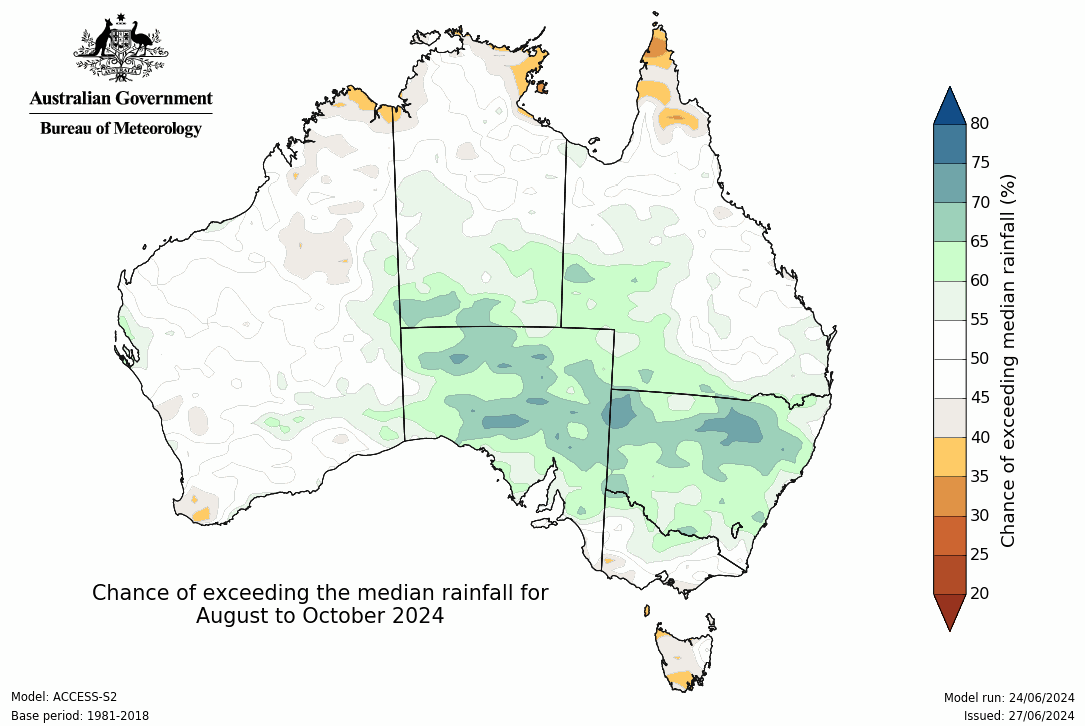 Australian Government
Bureau of Meteorology
80
75
70
65
60
55
50
45
40
35
30
25
20
Chance of exceeding median rainfall (%)
Chance of exceeding the median rainfall for
August to October 2024
Model: ACCESS-S2
Base period: 1981-2018
Model run: 24/06/2024
Issued: 27/06/2024